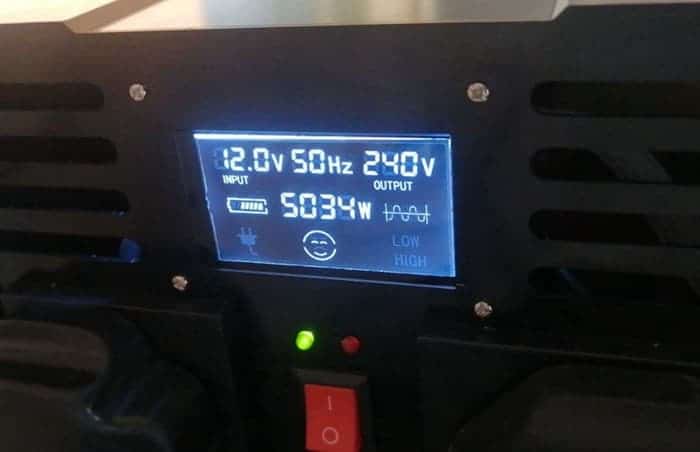 12.0V 50Hz 240V
INPUT OUTPUT
5034W
LOW
HIGH
I
O